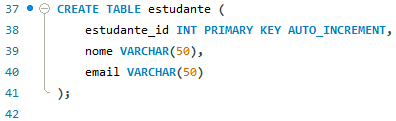 37 CREATE TABLE estudante (
38 estudante_id INT PRIMARY KEY AUTO_INCREMENT,
39 nome VARCHAR(50),
40 email VARCHAR(50)
41 );
42